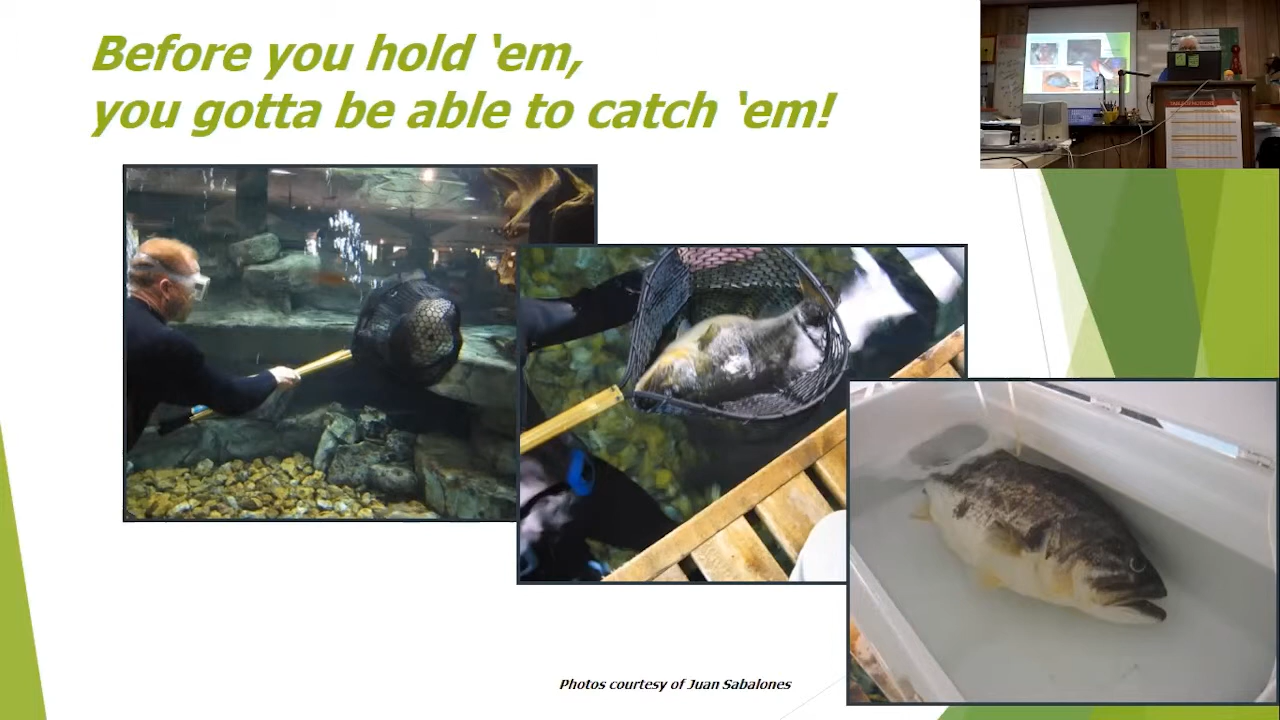 Before you hold ‘em,
you gotta be able to catch ‘em!
Photos courtesy of Juan Sabalones